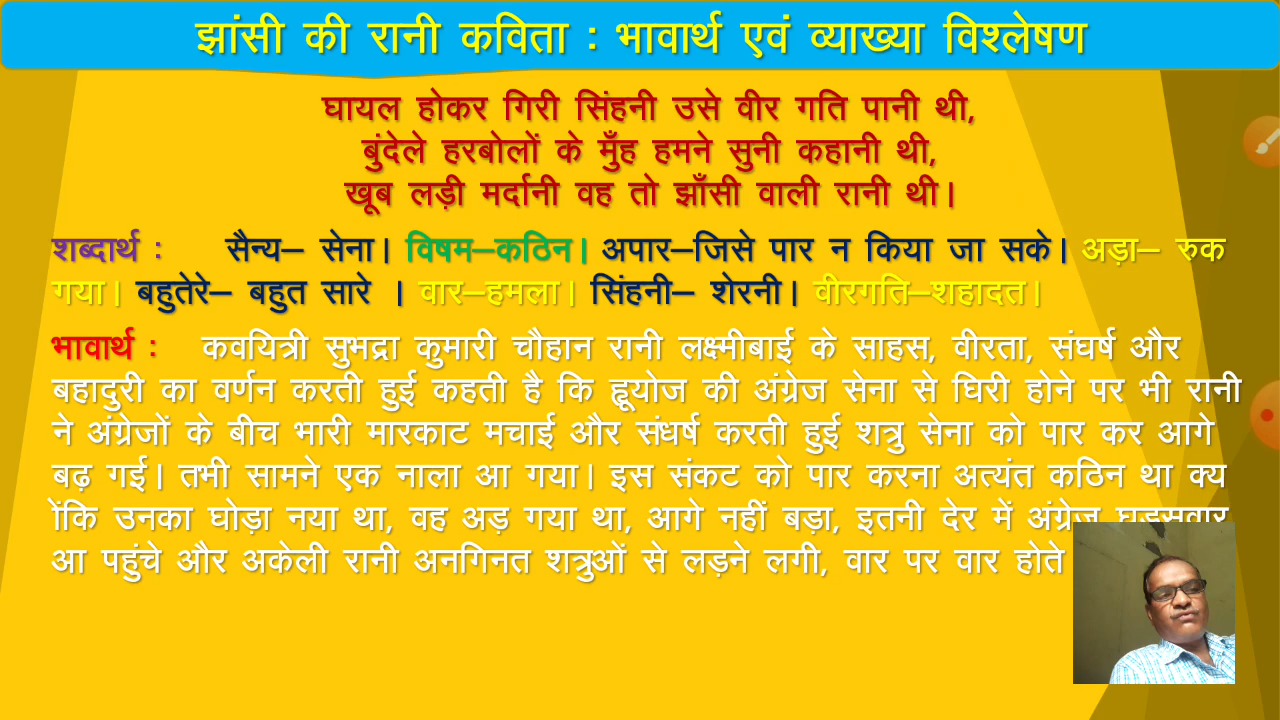 झांसी की रानी कविता : भावार्थ एवं व्याख्या विश्लेषण
घायल होकर गिरी सिंहनी उसे वीर गति पानी थी,
बुंदेले हरबोलों के मुँह हमने सुनी कहानी थी,
खूब लड़ी मर्दानी वह तो झाँसी वाली रानी थी।
शब्दार्थ : सैन्य– सेना। विषम–कठिन। अपार–जिसे पार न किया जा सके। अड़ा– रुक
गया। बहुतेरे– बहुत सारे । वार–हमला। सिंहनी– शेरनी। वीरगति–शहादत।
भावार्थ : कवयित्री सुभद्रा कुमारी चौहान रानी लक्ष्मीबाई के साहस, वीरता, संघर्ष और
बहादुरी का वर्णन करती हुई कहती है कि ह्यूयोज की अंग्रेज सेना से घिरी होने पर भी रानी
ने अंग्रेजों के बीच भारी मारकाट मचाई और संधर्ष करती हुई शत्रु सेना को पार कर आगे
बढ़ गई। तभी सामने एक नाला आ गया। इस संकट को पार करना अत्यंत कठिन था क्य
ोंकि उनका घोड़ा नया था, वह अड़ गया था, आगे नहीं बड़ा, इतनी देर में अंग्रेज घुड़सवार
आ पहुंचे और अकेली रानी अनगिनत शत्रुओं से लड़ने लगी, वार पर वार होते